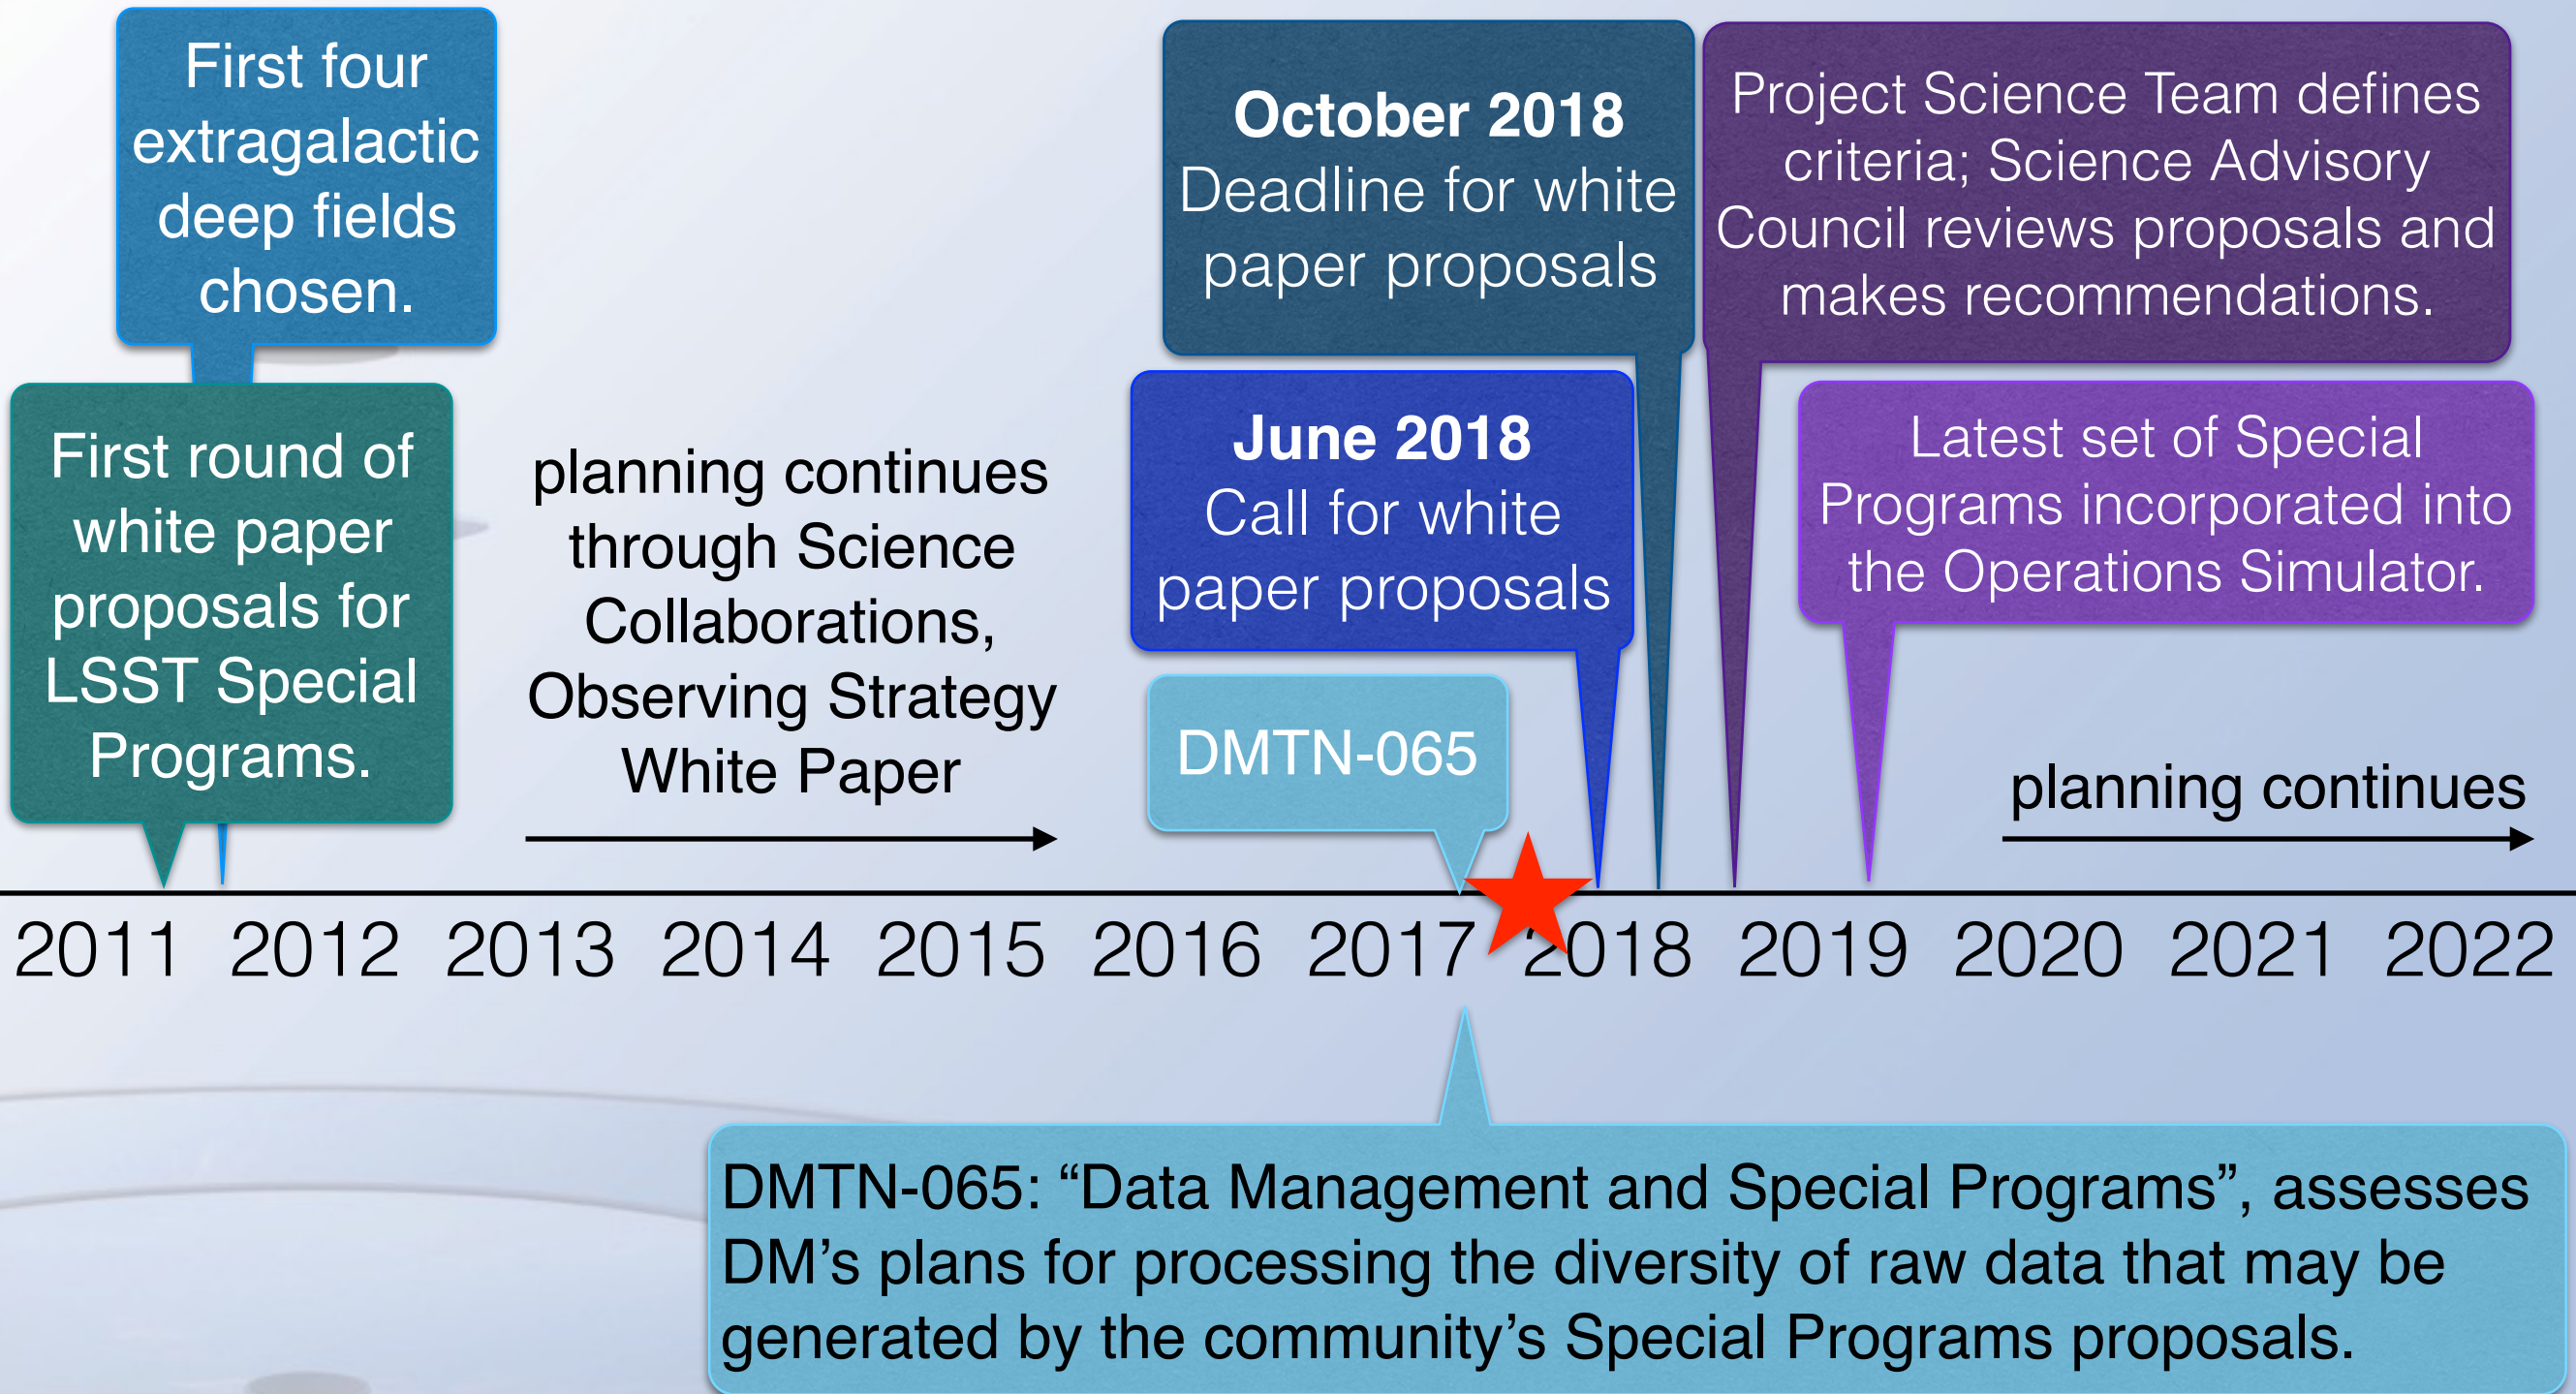 First four
extragalactic
deep fields
chosen.
First round of
white paper
proposals for
LSST Special
Programs.
planning continues
through Science
Collaborations,
Observing Strategy
White Paper
October 2018
Deadline for white
paper proposals
June 2018
Call for white
paper proposals
DMTN-065
Project Science Team defines
criteria; Science Advisory
Council reviews proposals and
makes recommendations.
Latest set of Special
Programs incorporated into
the Operations Simulator.
planning continues
2011 2012 2013 2014 2015 2016 2017 2018 2019 2020 2021 2022
DMTN-065: “Data Management and Special Programs”, assesses
DM’s plans for processing the diversity of raw data that may be
generated by the community’s Special Programs proposals.